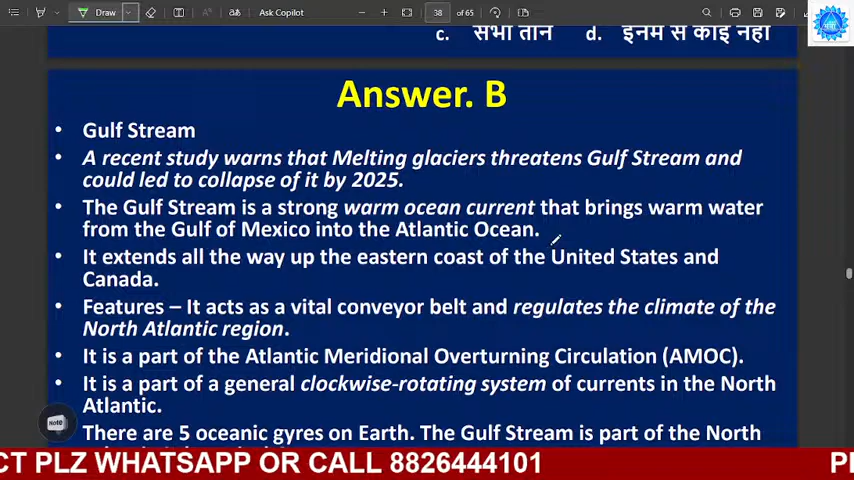 Draw
Ask Copilot
38 of 65
c. सभी तीन d. इनमें से कोई नहीं
Answer. B
• Gulf Stream
• A recent study warns that Melting glaciers threatens Gulf Stream and
could led to collapse of it by 2025.
• The Gulf Stream is a strong warm ocean current that brings warm water
from the Gulf of Mexico into the Atlantic Ocean.
• It extends all the way up the eastern coast of the United States and
Canada.
• Features – It acts as a vital conveyor belt and regulates the climate of the
North Atlantic region.
• It is a part of the Atlantic Meridional Overturning Circulation (AMOC).
• It is a part of a general clockwise-rotating system of currents in the North
Atlantic.
There are 5 oceanic gyres on Earth. The Gulf Stream is part of the North
Note
CT PLZ WHATSAPP OR CALL 8826444101